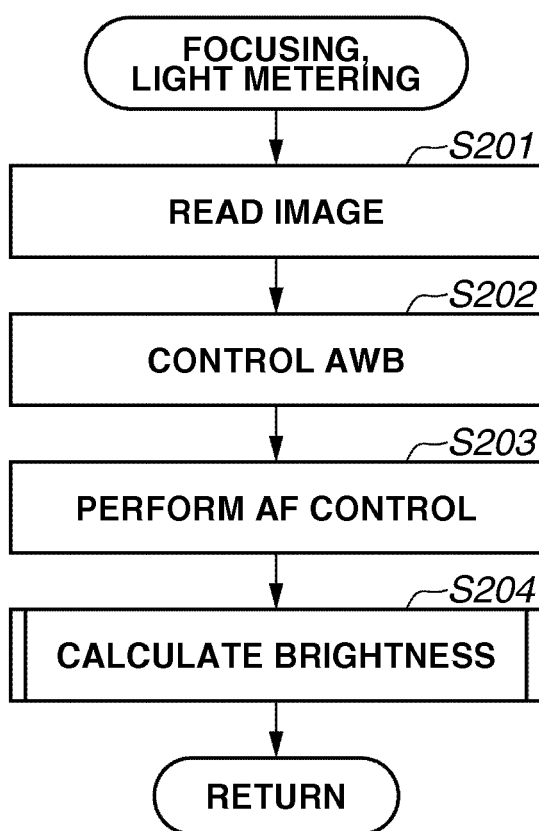 FOCUSING,
LIGHT METERING
S201
READ IMAGE
S202
CONTROL AWB
S203
PERFORM AF CONTROL
S204
CALCULATE BRIGHTNESS
RETURN